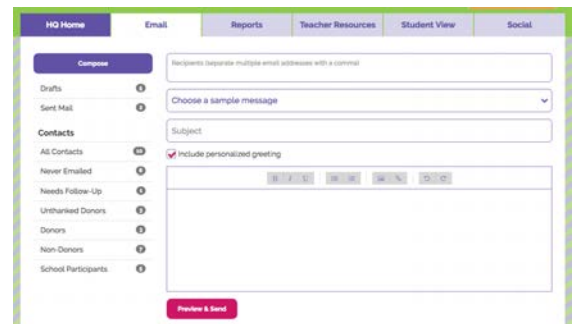 HQ Home
Email
Reports
Teacher Resources
Student View
Social
Compose
Drafts
Sent Mail
Contacts
All Contacts
Never Emailed
Needs Follow-Up
Unthanked Donors
Donors
Non-Donors
School Participants
Recipients (separate multiple email addresses with a comma)
Choose a sample message
Subject
Include personalized greeting
B I U
Preview & Send